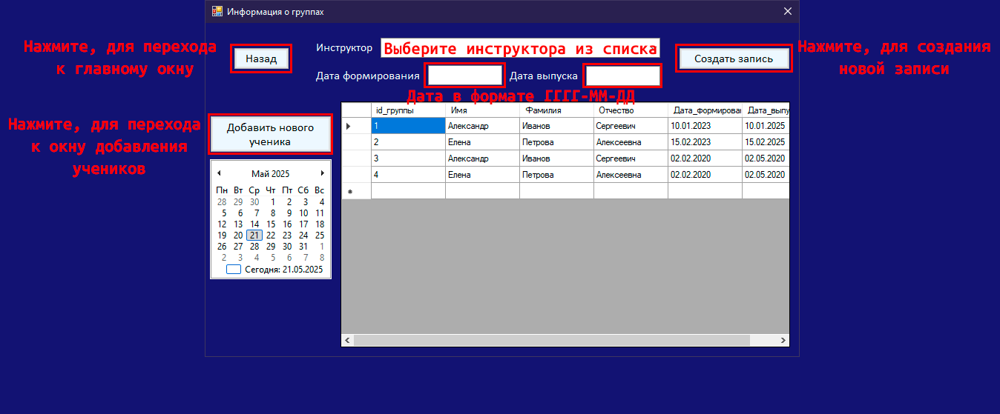 Информация о группах
Нажмите, для перехода
к главному окну
Назад
Инструктор
Выберите инструктора из списка
Создать запись
Нажмите, для создания
новой записи
Дата формирования
Дата выпуска
Дата в формате ГГГГ-ММ-ДД
Нажмите, для перехода
к окну добавления
учеников
Добавить нового
ученика
id_группы Имя Фамилия Отчество Дата_формирован Дата_выпу
1 Александр Иванов Сергеевич 10.01.2023 10.01.2025
2 Елена Петрова Алексеевна 15.02.2023 15.02.2025
3 Александр Иванов Сергеевич 02.02.2020 02.05.2020
4 Елена Петрова Алексеевна 02.02.2020 02.05.2020
Май 2025
Пн Вт Ср Чт Пт Сб Вс
28 29 30 1 2 3 4
5 6 7 8 9 10 11
12 13 14 15 16 17 18
19 20 21 22 23 24 25
26 27 28 29 30 31 1
2 3 4 5 6 7 8
Сегодня: 21.05.2025